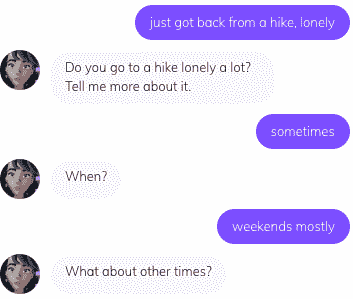 just got back from a hike, lonely
Do you go to a hike lonely a lot?
Tell me more about it.
sometimes
When?
weekends mostly
What about other times?